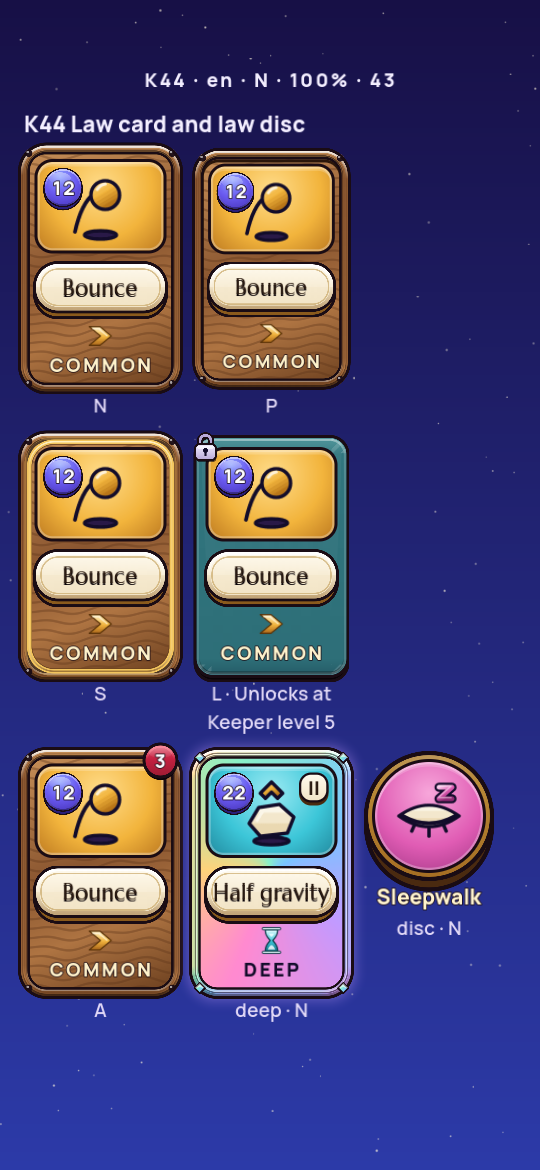 K44 · en · N · 100% · 43
K44 Law card and law disc
12
12
Bounce
Bounce
COMMON
COMMON
N
P
12
12
Bounce
Bounce
COMMON
COMMON
S
L · Unlocks at
Keeper level 5
3
12
22
Z
Bounce
Half gravity
Sleepwalk
COMMON
DEEP
disc · N
A
deep · N